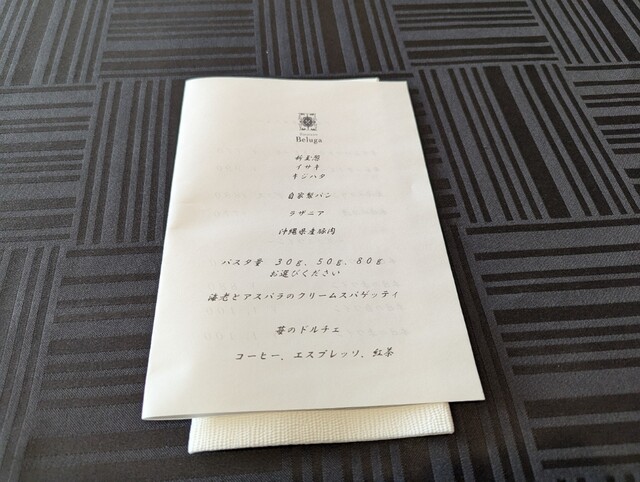 Beluga
イサキ
キジハタ
自家製パン
ラザニア
沖縄県産豚肉
パスタ量 30g、50g、80g
お選びください
海老とアスパラのクリームスパゲッティ
苺のドルチェ
コーヒー、エスプレッソ、紅茶